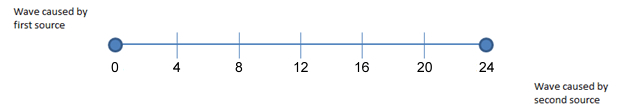 Wave caused by
first source
0 4 8 12 16 20 24
Wave caused by
second source